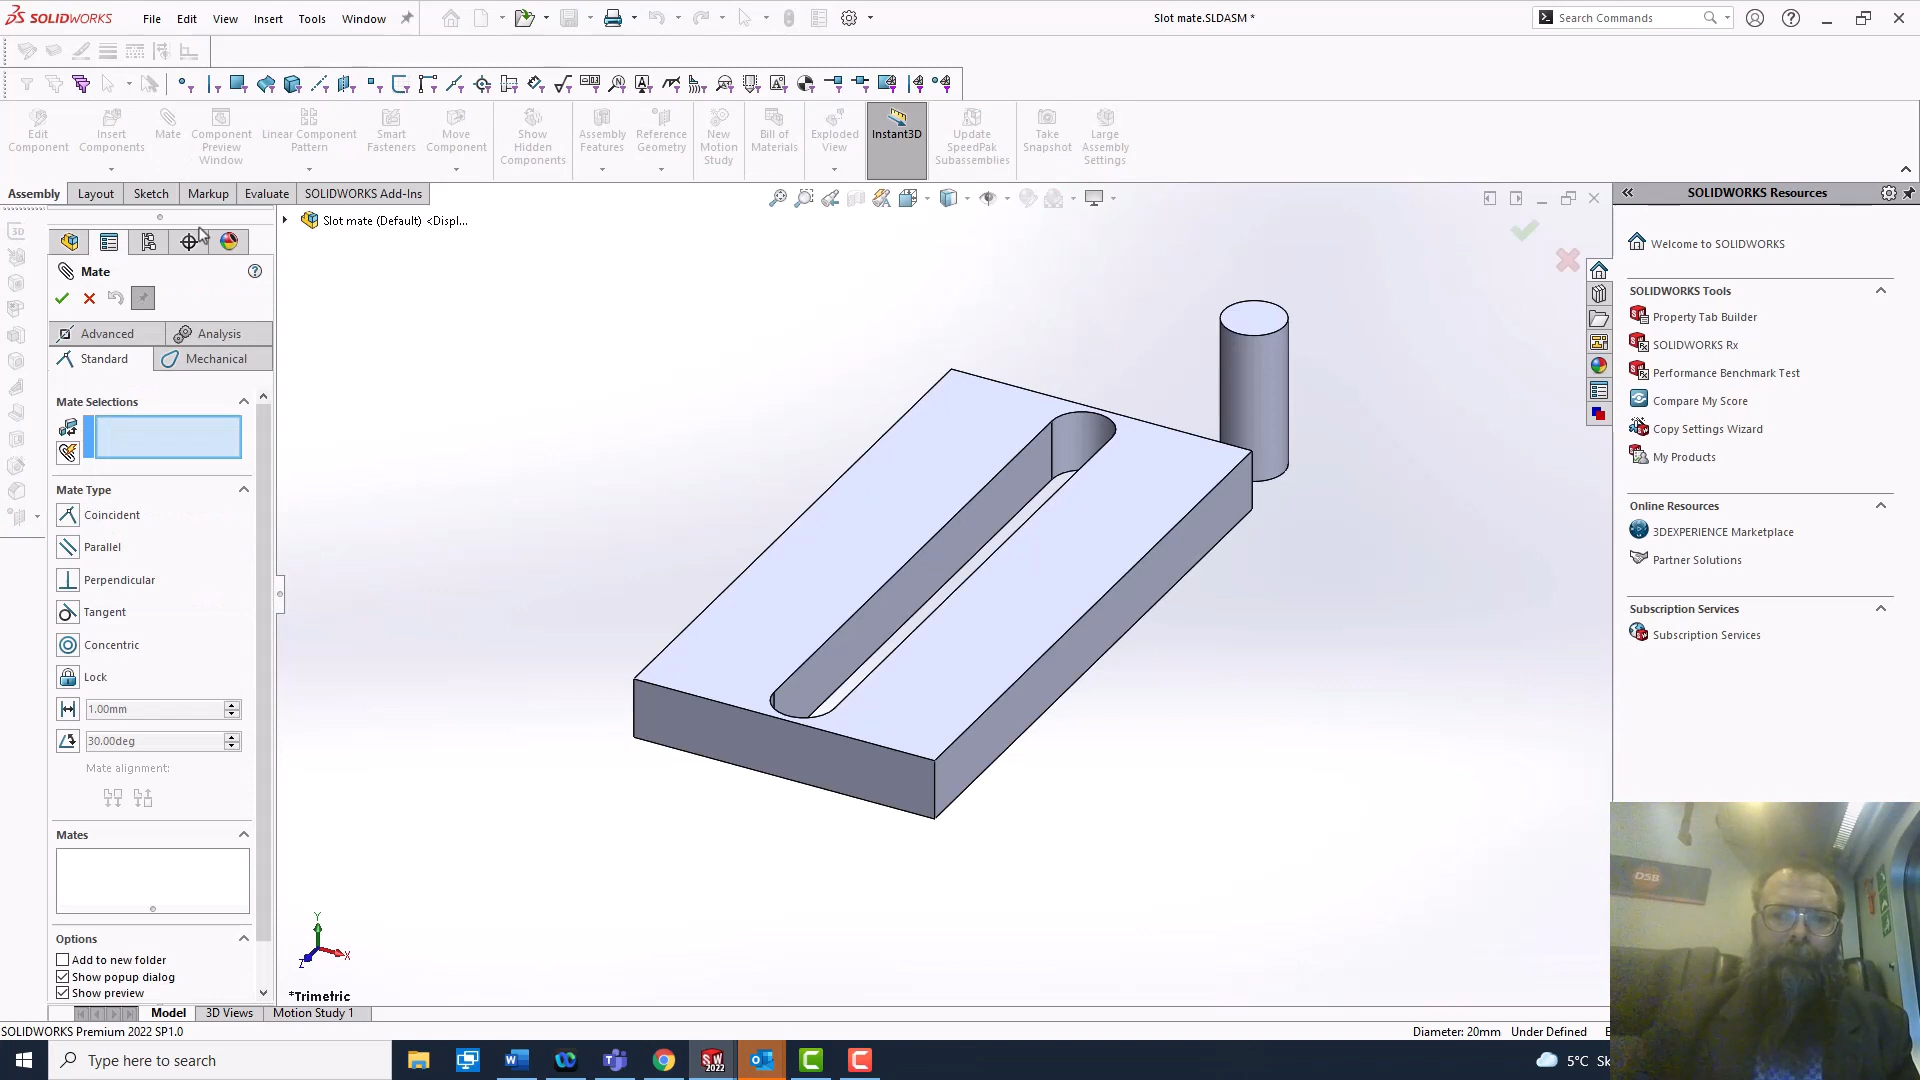 SOLIDWORKS
File Edit View Insert Tools Window
Slot mate.SLDASM *
Search Commands
Edit Component
Insert Components
Mate
Component Preview Window
Linear Component Pattern
Smart Fasteners
Move Component
Show Hidden Components
Assembly Features
Reference Geometry
New Motion Study
Bill of Materials
Exploded View
Instant3D
Update SpeedPak Subassemblies
Take Snapshot
Large Assembly Settings
Assembly Layout Sketch Markup Evaluate SOLIDWORKS Add-Ins
Slot mate (Default) <Displ...
Mate
Advanced
Analysis
Standard
Mechanical
Mate Selections
Mate Type
Coincident
Parallel
Perpendicular
Tangent
Concentric
Lock
1.00mm
30.00deg
Mate alignment:
Mates
Options
Add to new folder
Show popup dialog
Show preview
Y
X
Z
*Trimetric
Model 3D Views Motion Study 1
SOLIDWORKS Premium 2022 SP1.0
Diameter: 20mm Under Defined
SOLIDWORKS Resources
Welcome to SOLIDWORKS
SOLIDWORKS Tools
Property Tab Builder
SOLIDWORKS Rx
Performance Benchmark Test
Compare My Score
Copy Settings Wizard
My Products
Online Resources
3DEXPERIENCE Marketplace
Partner Solutions
Subscription Services
Subscription Services
DSB
Type here to search
SW
2022
5°C Sk